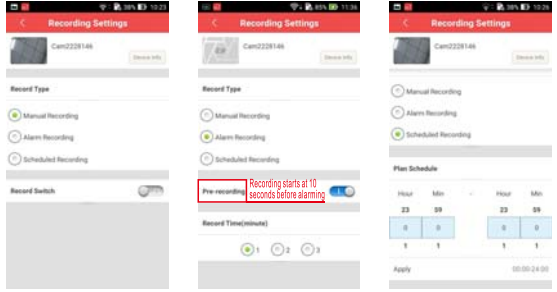 38% 10:23
Recording Settings
Cam2228146
Device Info
Record Type
Manual Recording
Alarm Recording
Scheduled Recording
Record Switch
85% 11:36
Recording Settings
Cam2228146
Device Info
Record Type
Manual Recording
Alarm Recording
Scheduled Recording
Pre-recording
Recording starts at 10
seconds before alarming
Record Time(minute)
1 2 3
38% 10:26
Recording Settings
Cam2228146
Device Info
Manual Recording
Alarm Recording
Scheduled Recording
Plan Schedule
Hour Min - Hour Min
23 59 23 59
0 0 0 0
1 1 1 1
Apply 00:00-24:00